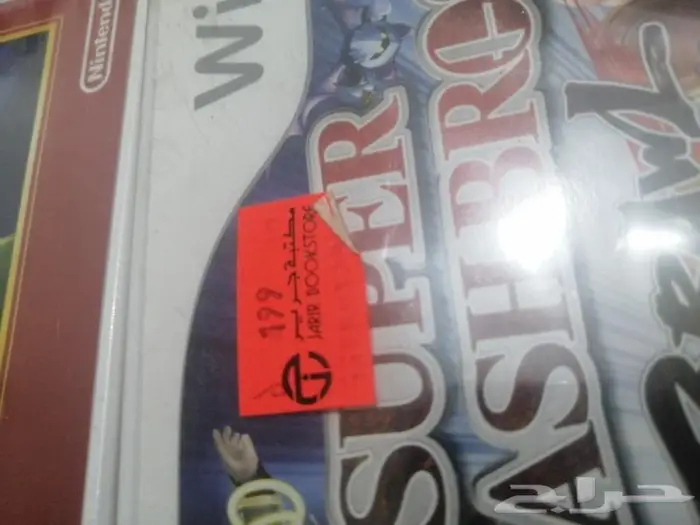 Nintendo
Wii
SUPER
SMASH BROS.
BRAWL
199
مكتبة جرير
JARIR BOOKSTORE
حراج